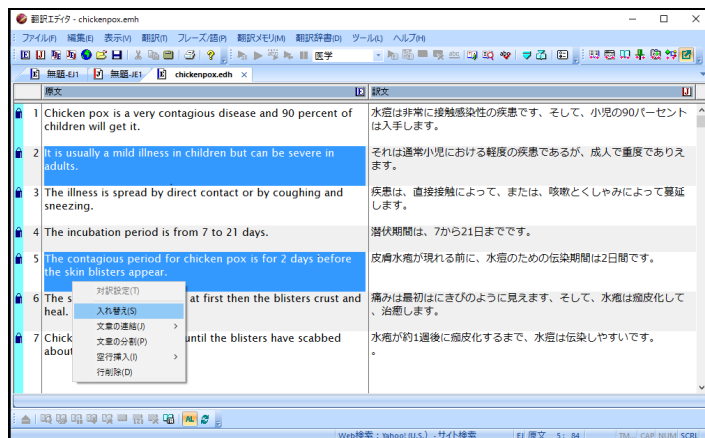 翻訳エディタ - chickenpox.emh
ファイル(F) 編集(E) 表示(V) 翻訳(T) フレーズ/語(P) 翻訳メモリ(M) 翻訳辞書(D) ツール(L) ヘルプ(H)
医学
無題-EJ1 無題-JE1 chickenpox.edh ×
原文 E 訳文 J
1 Chicken pox is a very contagious disease and 90 percent of
children will get it.
水痘は非常に接触感染性の疾患です、そして、小児の90パーセント
は入手します。
2 It is usually a mild illness in children but can be severe in
adults.
それは通常小児における軽度の疾患であるが、成人で重度でありえ
ます。
3 The illness is spread by direct contact or by coughing and
sneezing.
疾患は、直接接触によって、または、咳嗽とくしゃみによって蔓延
します。
4 The incubation period is from 7 to 21 days.
潜伏期間は、7から21日までです。
5 The contagious period for chicken pox is for 2 days before
the skin blisters appear.
皮膚水疱が現れる前に、水痘のための伝染期間は2日間です。
6 The s at first then the blisters crust and
heal.
痛みは最初はにきびのように見えます、そして、水疱は痂皮化して
、治癒します。
7 Chick until the blisters have scabbed
about
水疱が約1週後に痂皮化するまで、水痘は伝染しやすいです。
。
対訳設定(T)
入れ替え(S)
文章の連結(J)
文章の分割(P)
空行挿入(I)
行削除(D)
AL
Web検索：Yahoo!(U.S.) - サイト検索 EJ 原文 5: 84 TM CAP NUM SCRL